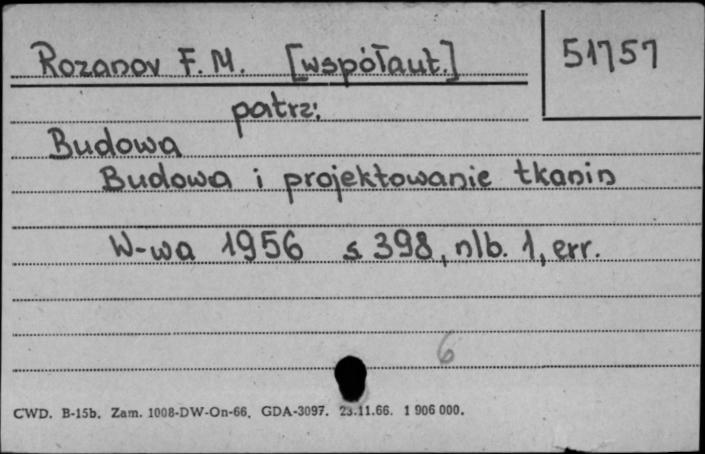 Rozanov F. M. [współaut.]
51757
patrz:
Budowa
Budowa i projektowanie tkanin
W-wa 1956 s. 398, nlb. 1, err.
6
CWD. B-15b. Zam. 1008-DW-On-66. GDA-3097. 23.11.66. 1 906 000.